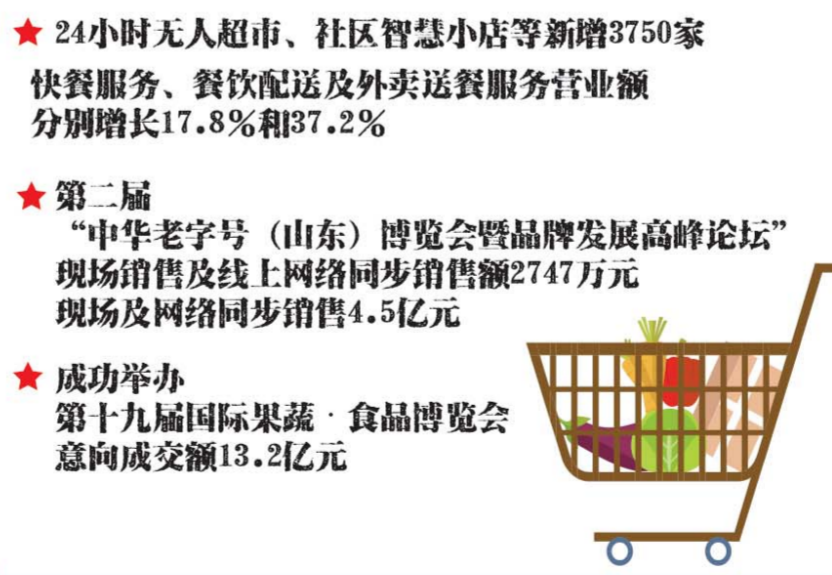 24小时无人超市、社区智慧小店等新增3750家
快餐服务、餐饮配送及外卖送餐服务营业额
分别增长17.8%和37.2%
第二届
“中华老字号（山东）博览会暨品牌发展高峰论坛”
现场销售及线上网络同步销售额2747万元
现场及网络同步销售4.5亿元
成功举办
第十九届国际果蔬·食品博览会
意向成交额13.2亿元